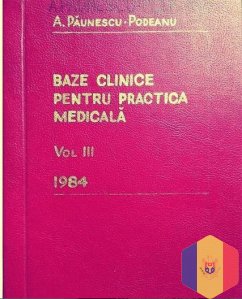 A. PĂUNESCU-PODEANU
BAZE CLINICE
PENTRU PRACTICA
MEDICALĂ
VOL III
1984